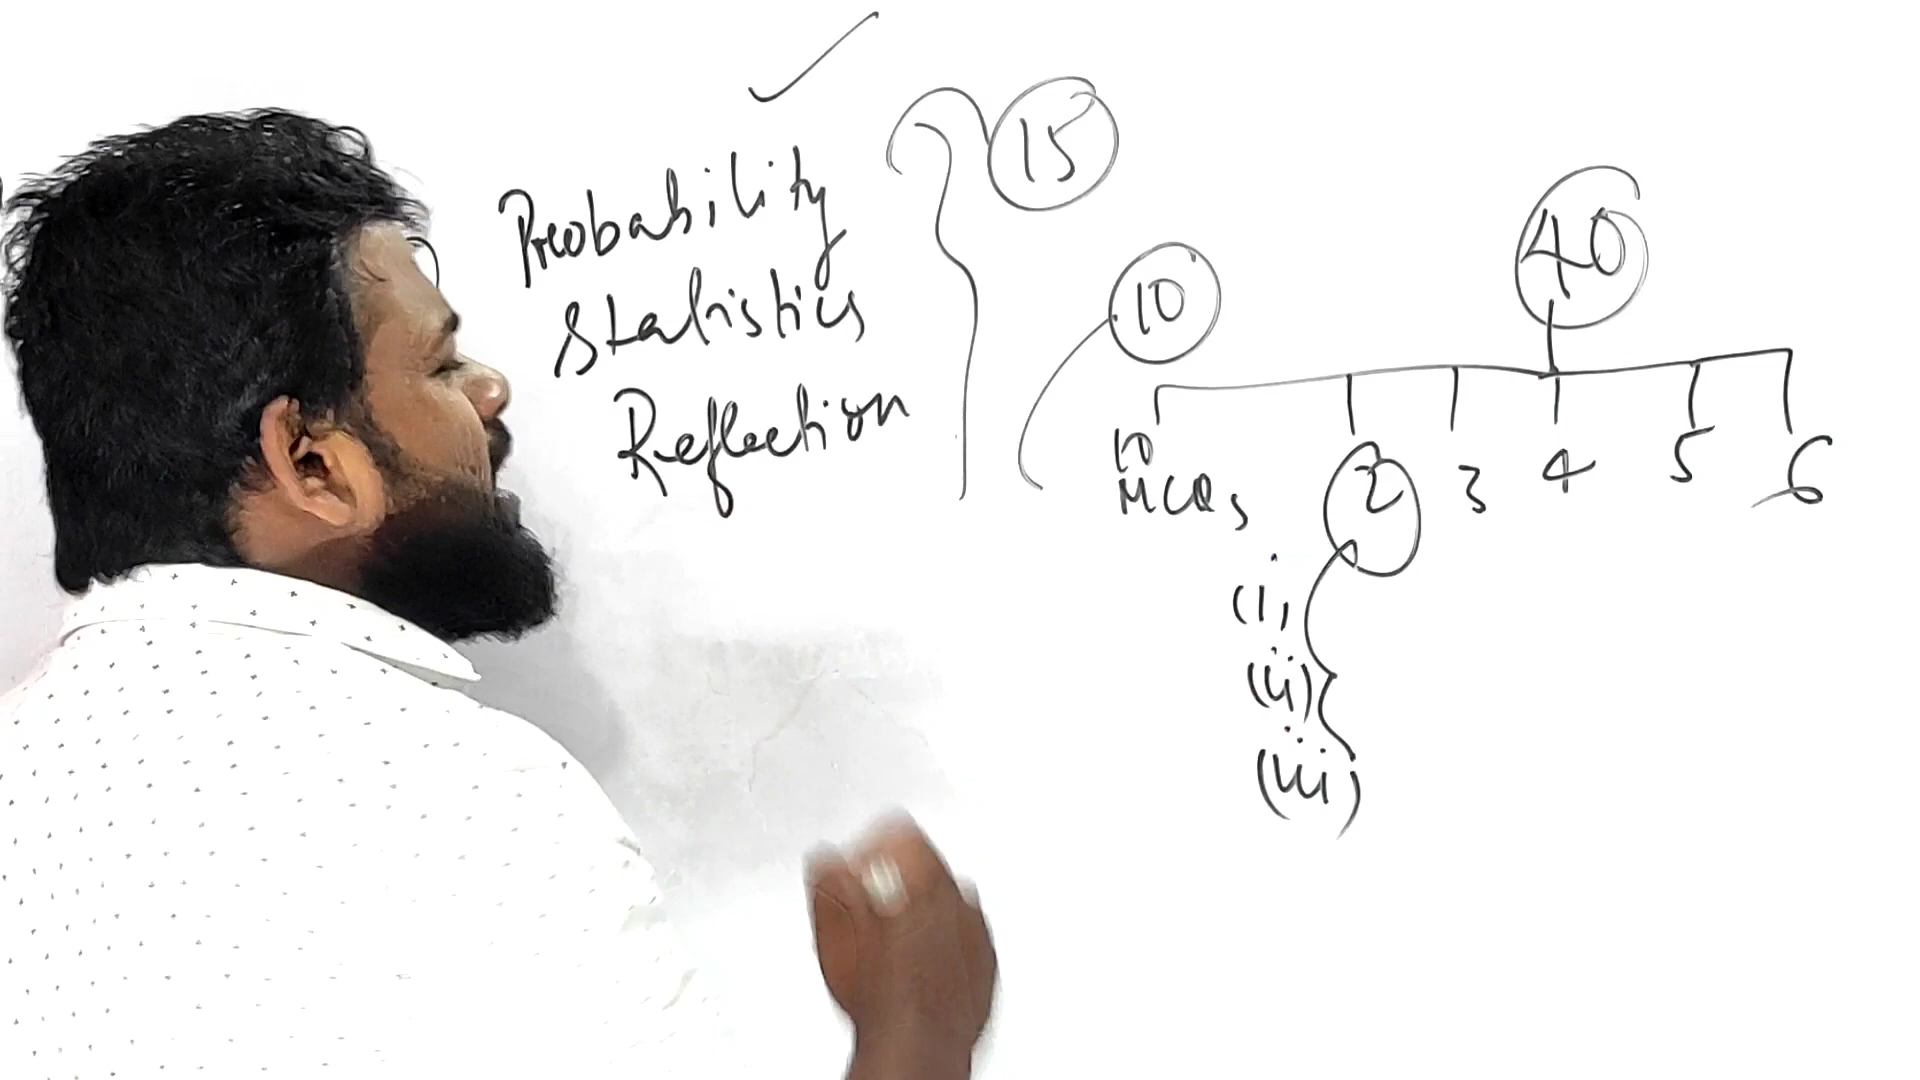 Probability
Statistics
Reflection
15
10
40
10
MCQs
2 3 4 5 6
(i)
(ii)
(iii)